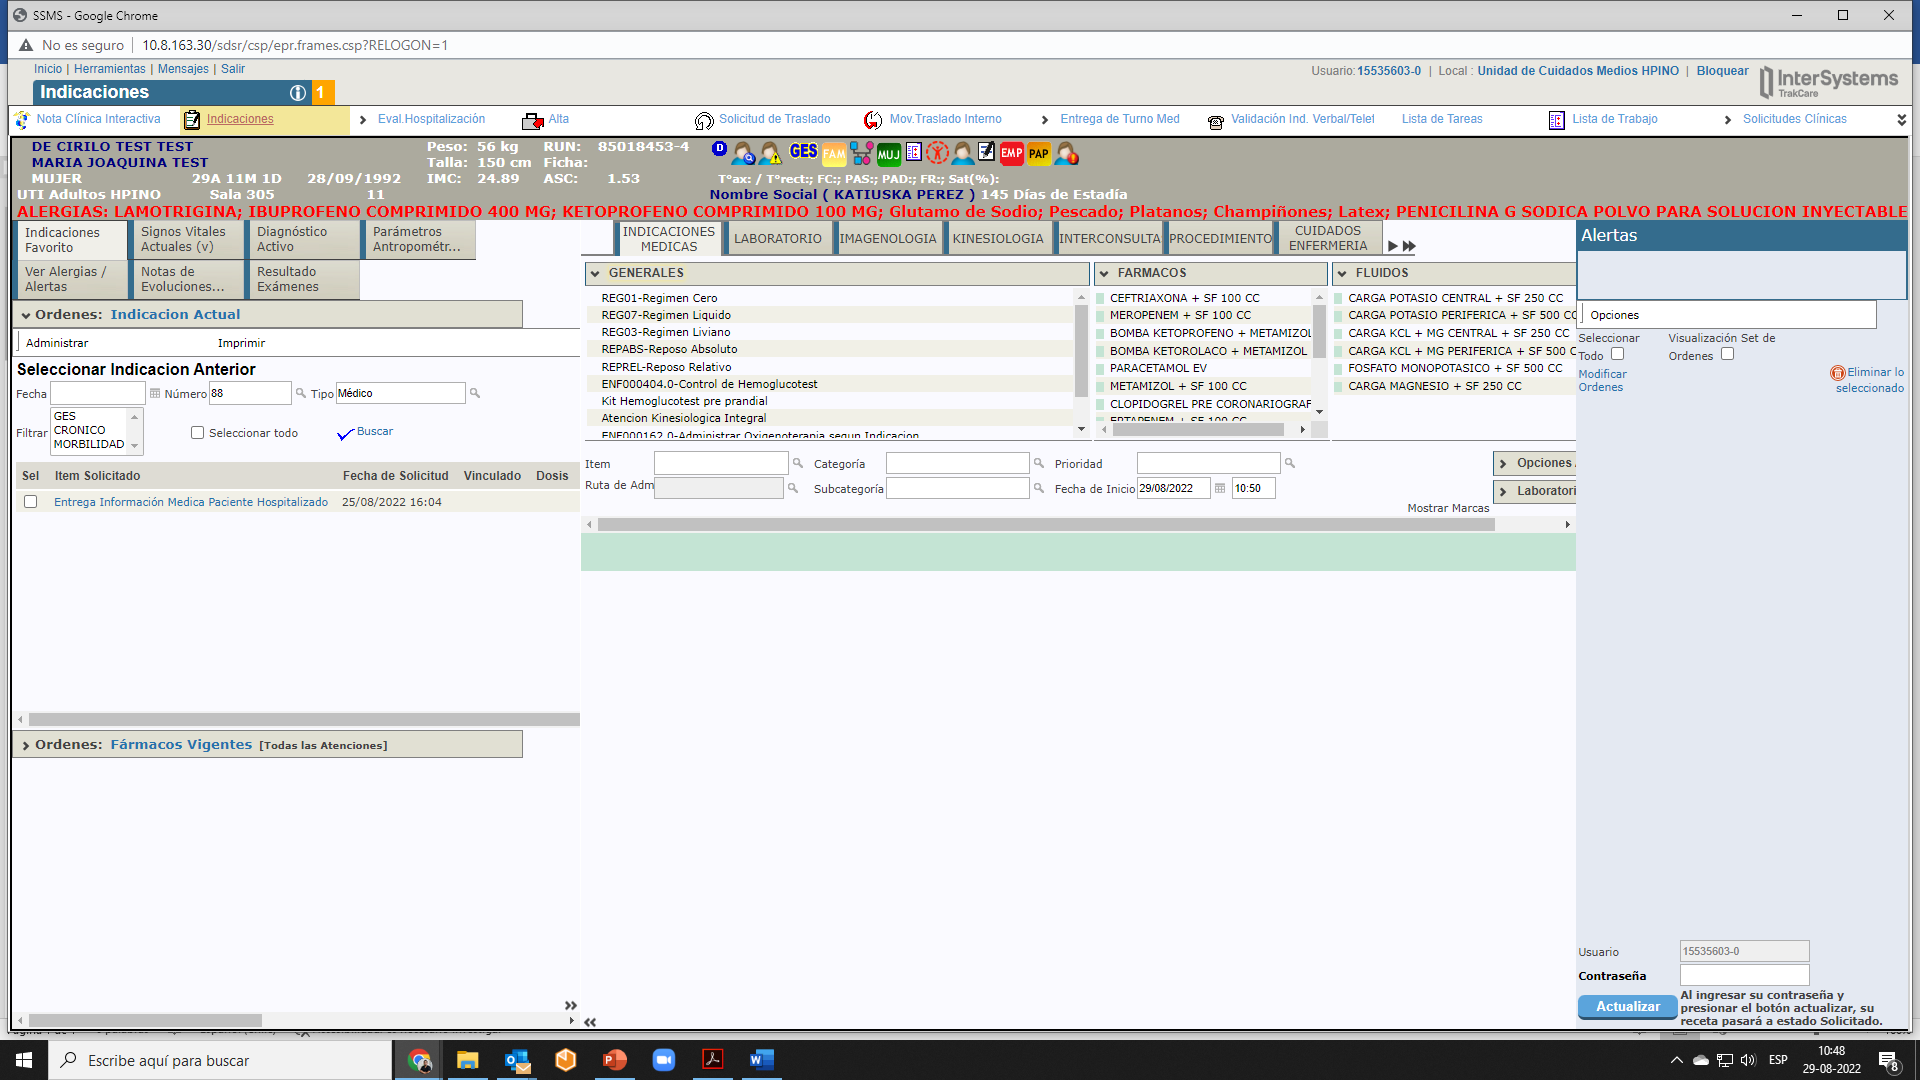 SSMS - Google Chrome
No es seguro | 10.8.163.30/sdsr/csp/epr.frames.csp?RELOGON=1
Inicio | Herramientas | Mensajes | Salir
Usuario: 15535603-0 | Local : Unidad de Cuidados Medios HPINO | Bloquear
InterSystems
TrakCare
Indicaciones 1
Nota Clínica Interactiva Indicaciones Eval.Hospitalización Alta Solicitud de Traslado Mov.Traslado Interno Entrega de Turno Med Validación Ind. Verbal/Telef Lista de Tareas Lista de Trabajo Solicitudes Clínicas
DE CIRILO TEST TEST Peso: 56 kg RUN: 85018453-4 D GES FAM MUJ EMP PAP
MARIA JOAQUINA TEST Talla: 150 cm Ficha:
MUJER 29A 11M 1D 28/09/1992 IMC: 24.89 ASC: 1.53 T°ax: / T°rect:; FC:; PAS:; PAD:; FR:; Sat(%):
UTI Adultos HPINO Sala 305 11 Nombre Social ( KATIUSKA PEREZ ) 145 Días de Estadía
ALERGIAS: LAMOTRIGINA; IBUPROFENO COMPRIMIDO 400 MG; KETOPROFENO COMPRIMIDO 100 MG; Glutamo de Sodio; Pescado; Platanos; Champiñones; Latex; PENICILINA G SODICA POLVO PARA SOLUCION INYECTABLE
Indicaciones Favorito
Signos Vitales Actuales (v)
Diagnóstico Activo
Parámetros Antropométr...
Ver Alergias / Alertas
Notas de Evoluciones...
Resultado Exámenes
Ordenes: Indicacion Actual
Administrar Imprimir
Seleccionar Indicacion Anterior
Fecha Número 88 Tipo Médico
Filtrar
GES
CRONICO
MORBILIDAD
Seleccionar todo Buscar
Sel Item Solicitado Fecha de Solicitud Vinculado Dosis
Entrega Información Medica Paciente Hospitalizado 25/08/2022 16:04
Ordenes: Fármacos Vigentes [Todas las Atenciones]
INDICACIONES MEDICAS
LABORATORIO
IMAGENOLOGIA
KINESIOLOGIA
INTERCONSULTA
PROCEDIMIENTO
CUIDADOS ENFERMERIA
GENERALES
REG01-Regimen Cero
REG07-Regimen Liquido
REG03-Regimen Liviano
REPABS-Reposo Absoluto
REPREL-Reposo Relativo
ENF000404.0-Control de Hemoglucotest
Kit Hemoglucotest pre prandial
Atencion Kinesiologica Integral
ENF000162.0-Administrar Oxigenoterapia segun Indicacion
FARMACOS
CEFTRIAXONA + SF 100 CC
MEROPENEM + SF 100 CC
BOMBA KETOPROFENO + METAMIZOL
BOMBA KETOROLACO + METAMIZOL
PARACETAMOL EV
METAMIZOL + SF 100 CC
CLOPIDOGREL PRE CORONARIOGRAF
ERTAPENEM + SF 100 CC
FLUIDOS
CARGA POTASIO CENTRAL + SF 250 CC
CARGA POTASIO PERIFERICA + SF 500 CC
CARGA KCL + MG CENTRAL + SF 250 CC
CARGA KCL + MG PERIFERICA + SF 500 C
FOSFATO MONOPOTASICO + SF 500 CC
CARGA MAGNESIO + SF 250 CC
Item Categoría Prioridad
Ruta de Adm Subcategoría Fecha de Inicio 29/08/2022 10:50
Opciones
Laboratori
Mostrar Marcas
Alertas
Opciones
Seleccionar Todo
Visualización Set de Ordenes
Modificar Ordenes
Eliminar lo seleccionado
Usuario 15535603-0
Contraseña
Actualizar
Al ingresar su contraseña y
presionar el botón actualizar, su
receta pasará a estado Solicitado.
Escribe aquí para buscar
ESP
10:48
29-08-2022
8